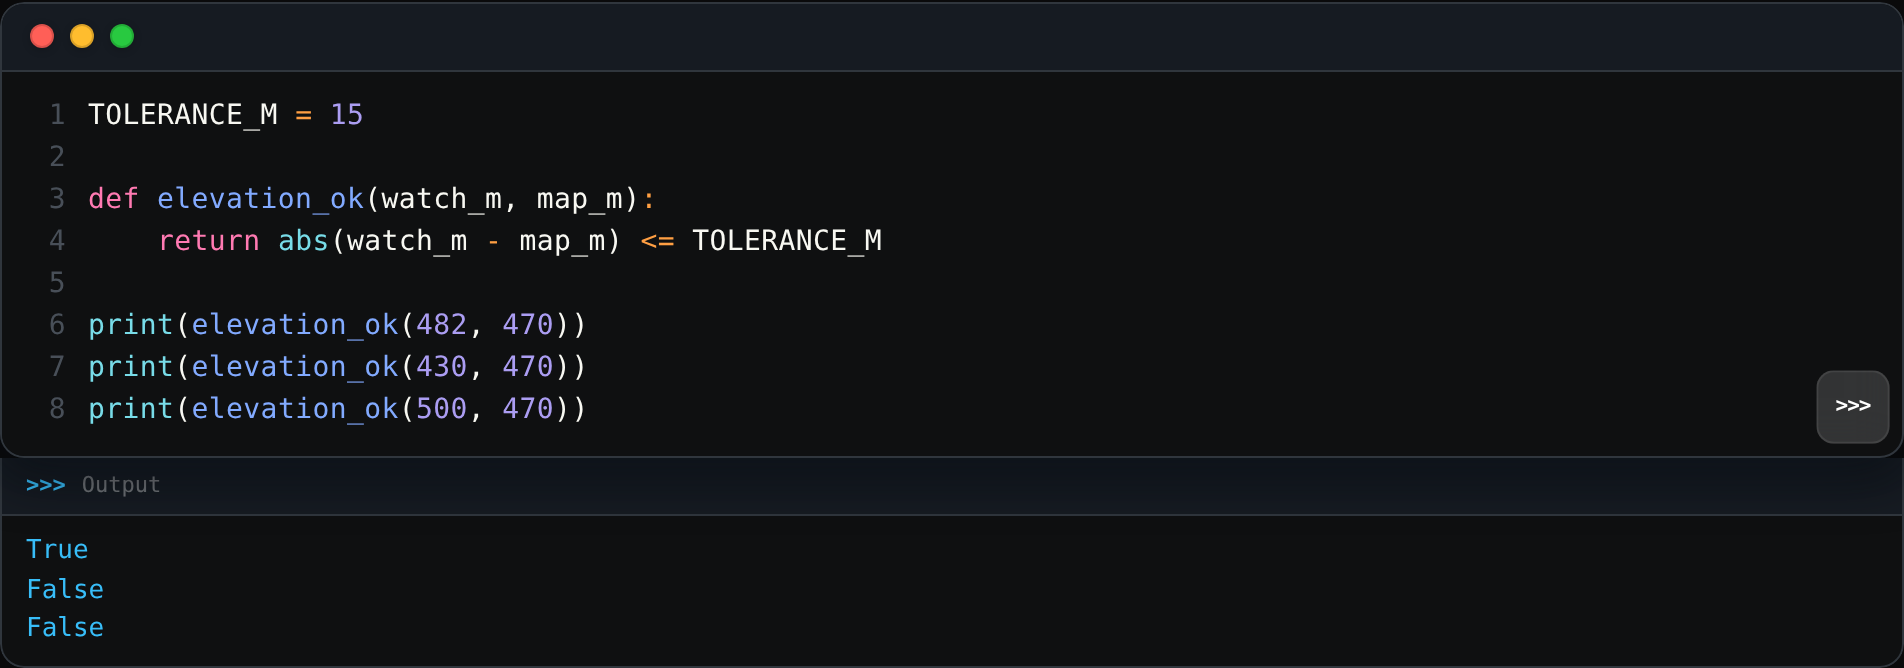 1 TOLERANCE_M = 15
2
3 def elevation_ok(watch_m, map_m):
4     return abs(watch_m - map_m) <= TOLERANCE_M
5
6 print(elevation_ok(482, 470))
7 print(elevation_ok(430, 470))
8 print(elevation_ok(500, 470))
>>>
>>> Output
True
False
False